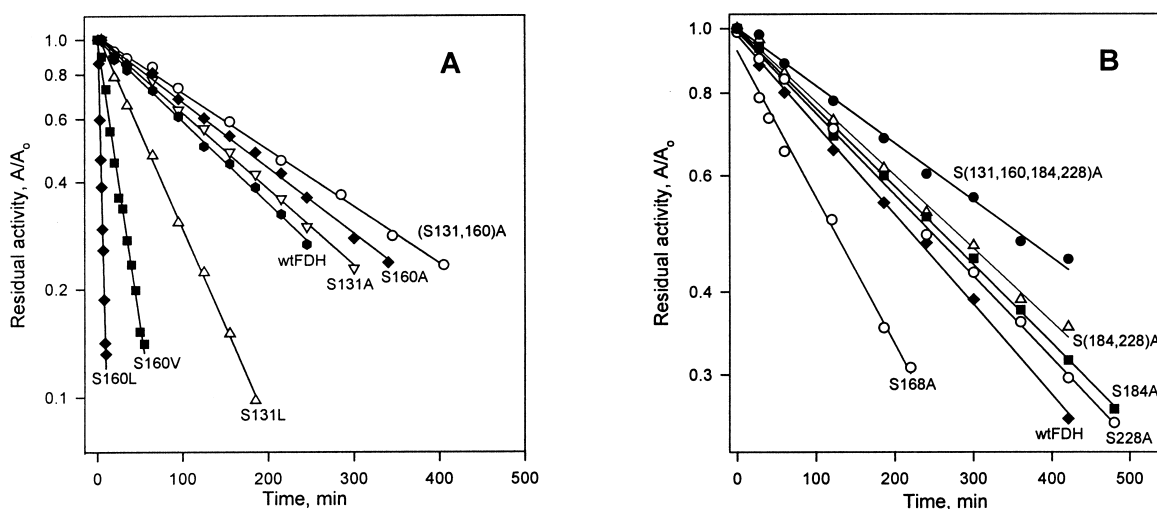 A
Residual activity, A/Aₒ
1.0
0.8
0.6
0.4
0.2
0.1
(S131,160)A
wtFDH
S160A
S131A
S160V
S160L
S131L
0 100 200 300 400 500
Time, min
B
Residual activity, A/Aₒ
1.0
0.8
0.6
0.4
0.3
S(131,160,184,228)A
S(184,228)A
S168A
S184A
wtFDH
S228A
0 100 200 300 400 500
Time, min